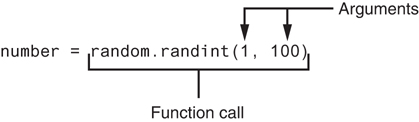 Arguments
number = random.randint(1, 100)
Function call